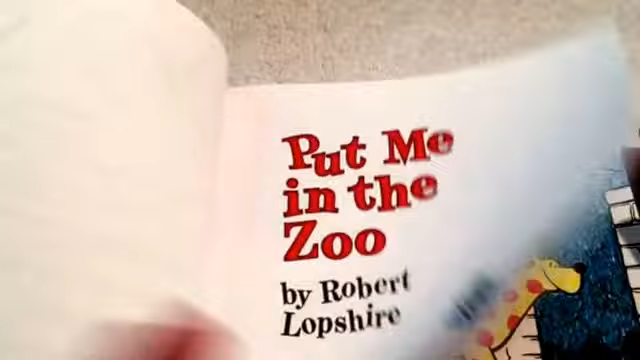 Put Me
in the
Zoo
by Robert
Lopshire